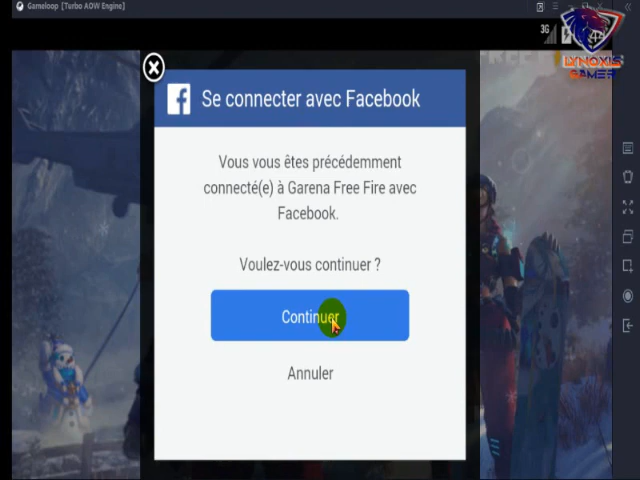 Gameloop [Turbo AOW Engine]
3G
LYNOXIS
GAMER
Se connecter avec Facebook
Vous vous êtes précédemment
connecté(e) à Garena Free Fire avec
Facebook.
Voulez-vous continuer ?
Continuer
Annuler